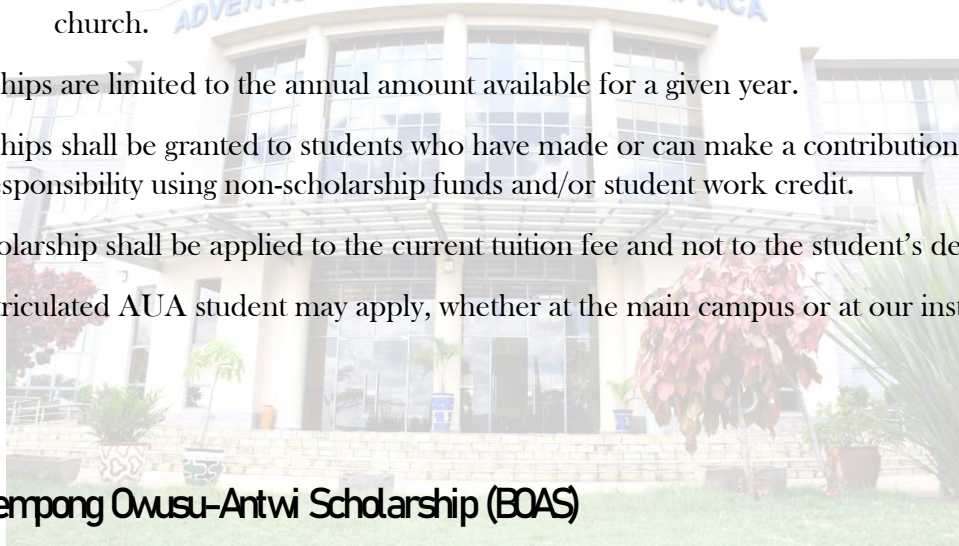 church.
ADVENTI
RICA
hips are limited to the annual amount available for a given year.
hips shall be granted to students who have made or can make a contribution
sponsibility using non-scholarship funds and/or student work credit.
olarship shall be applied to the current tuition fee and not to the student's de
triculated AUA student may apply, whether at the main campus or at our inst
empong Owusu-Antwi Scholarship (BOAS)